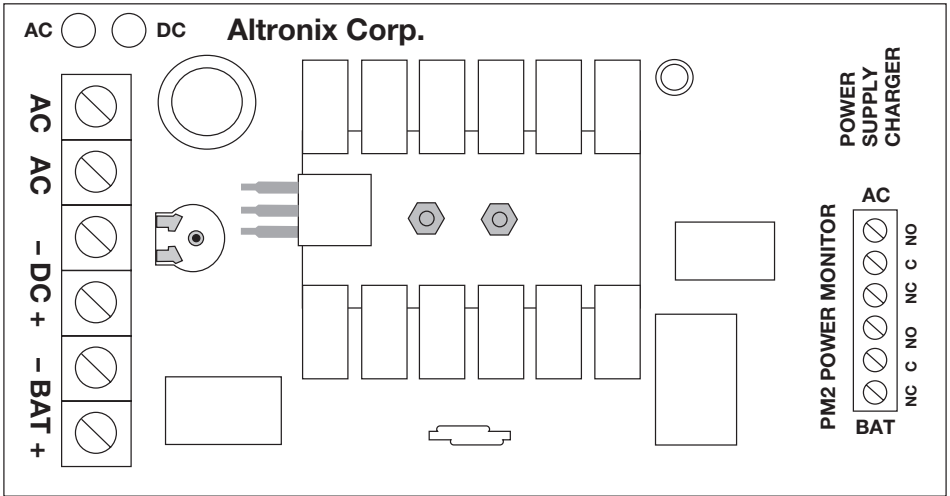 AC
DC
Altronix Corp.
AC
AC
– DC +
– BAT +
POWER
SUPPLY
CHARGER
PM2 POWER MONITOR
AC
NO
C
NC
NO
C
NC
BAT